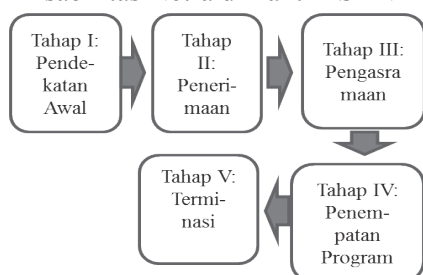 Tahap I:
Pende-
katan
Awal
Tahap
II:
Peneri-
maan
Tahap III:
Pengasra
maan
Tahap V:
Termi-
nasi
Tahap IV:
Penem-
patan
Program